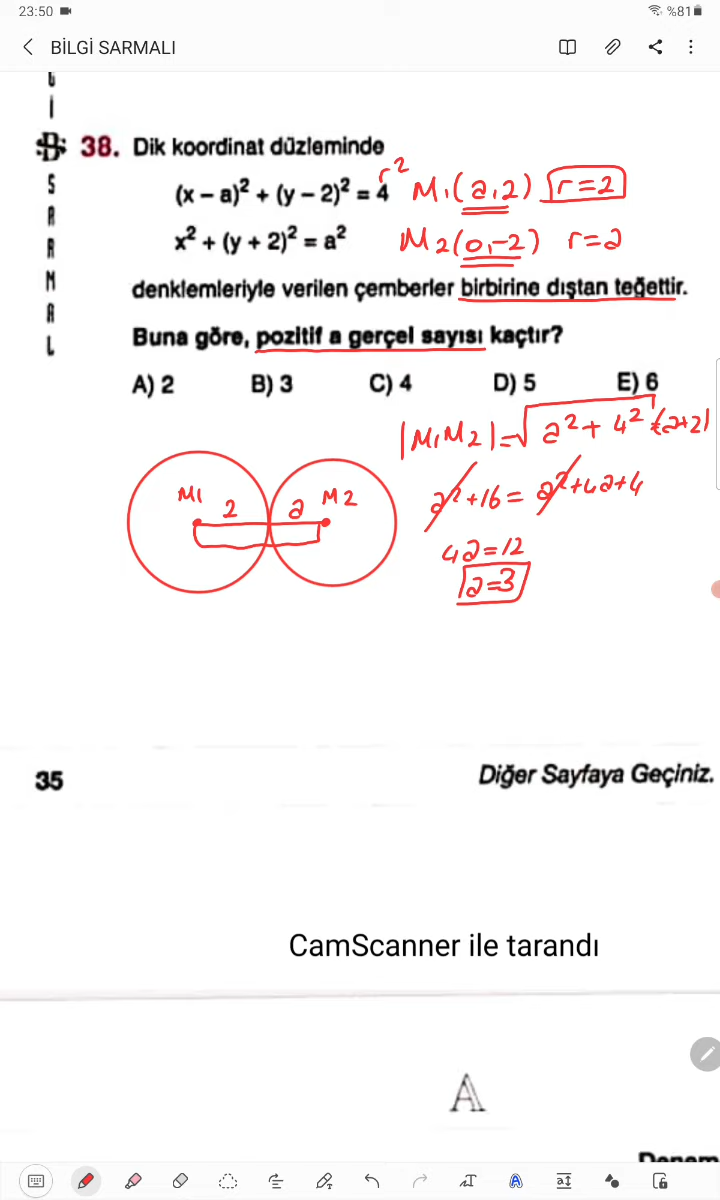 23:50 %81
BİLGİ SARMALI
İ
B
S
A
R
M
A
L
38. Dik koordinat düzleminde
(x – a)² + (y – 2)² = 4 r² M1(a,2) r=2
x² + (y + 2)² = a² M2(0,-2) r=a
denklemleriyle verilen çemberler birbirine dıştan teğettir.
Buna göre, pozitif a gerçel sayısı kaçtır?
A) 2 B) 3 C) 4 D) 5 E) 6
|M1M2|=√a²+4² = (a+2)
M1 2 a M2
a²+16=a²+4a+4
4a=12
a=3
35 Diğer Sayfaya Geçiniz.
CamScanner ile tarandı
A